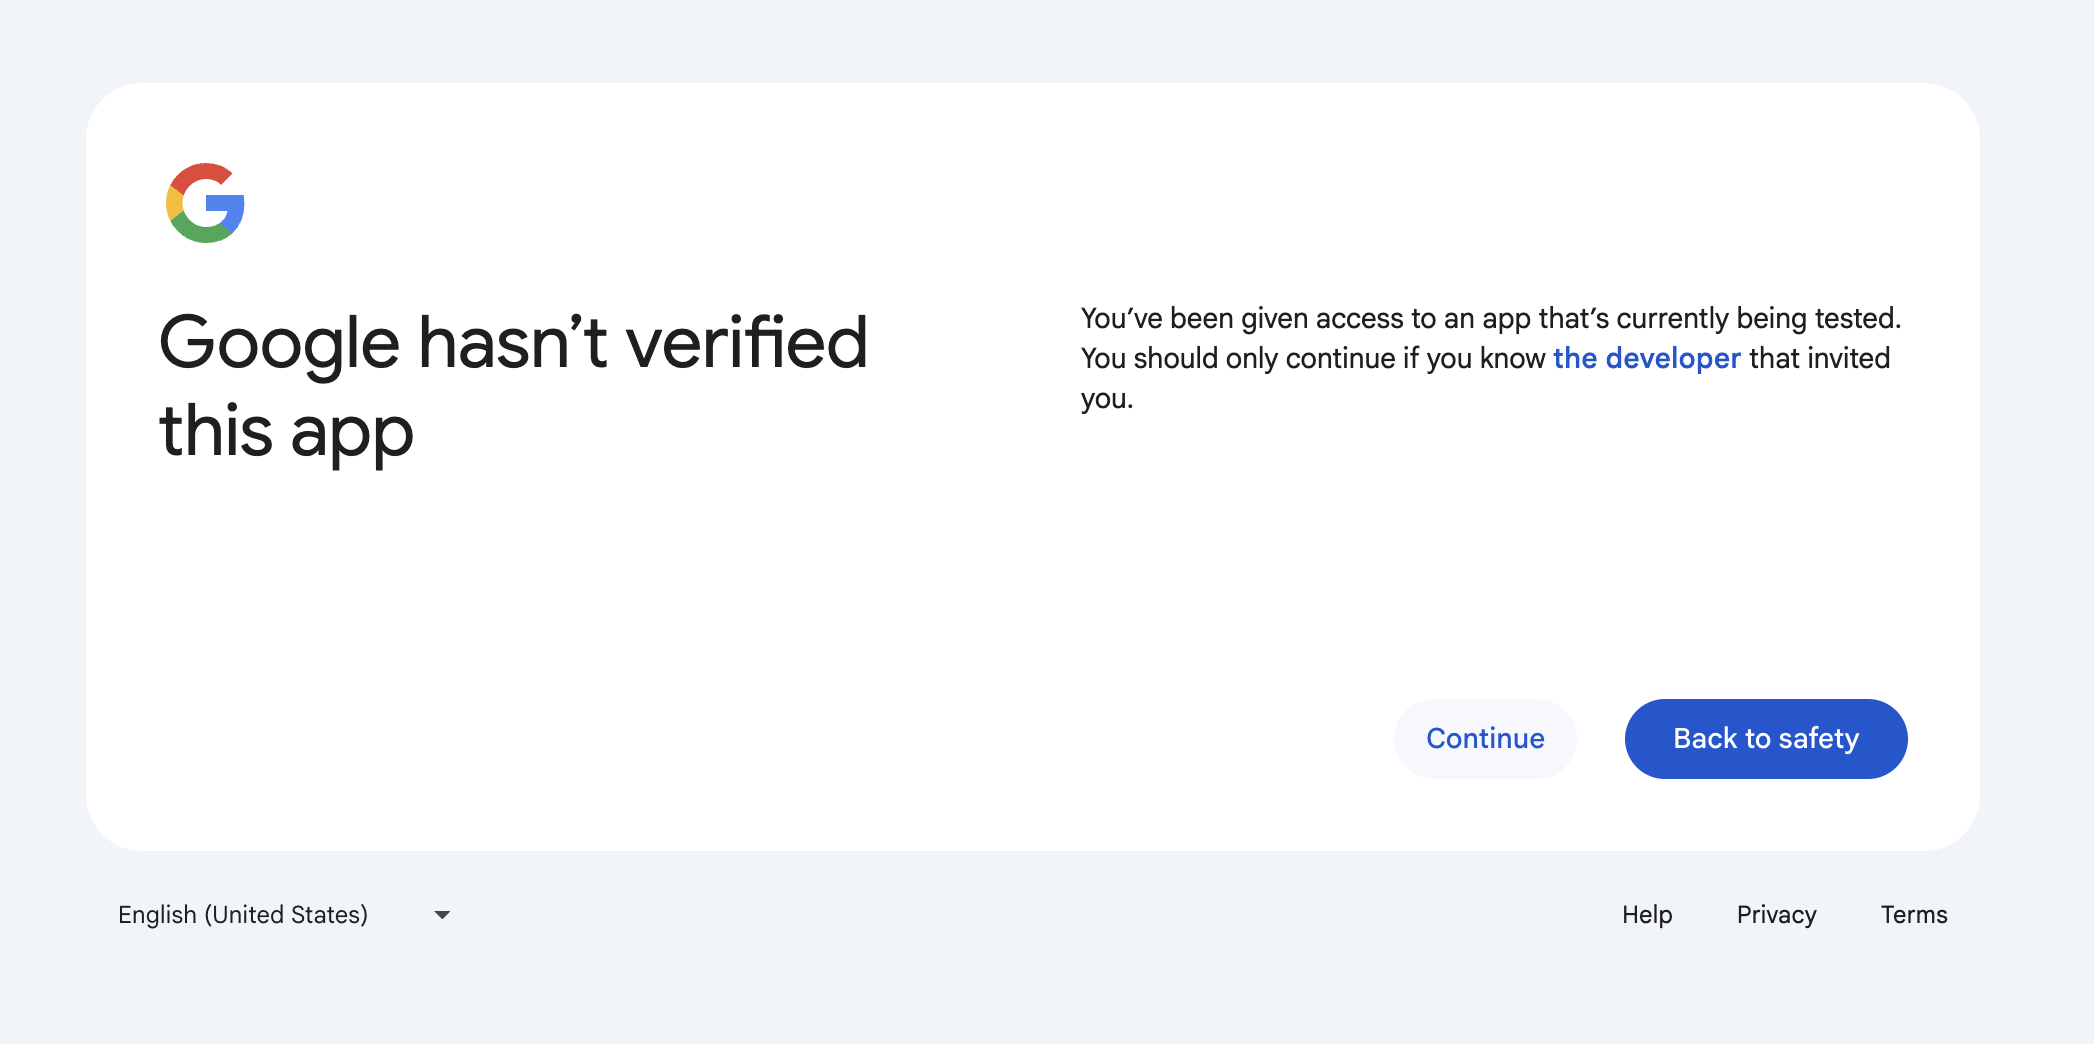 Google hasn’t verified
this app
You’ve been given access to an app that’s currently being tested.
You should only continue if you know the developer that invited
you.
Continue
Back to safety
English (United States)
Help
Privacy
Terms